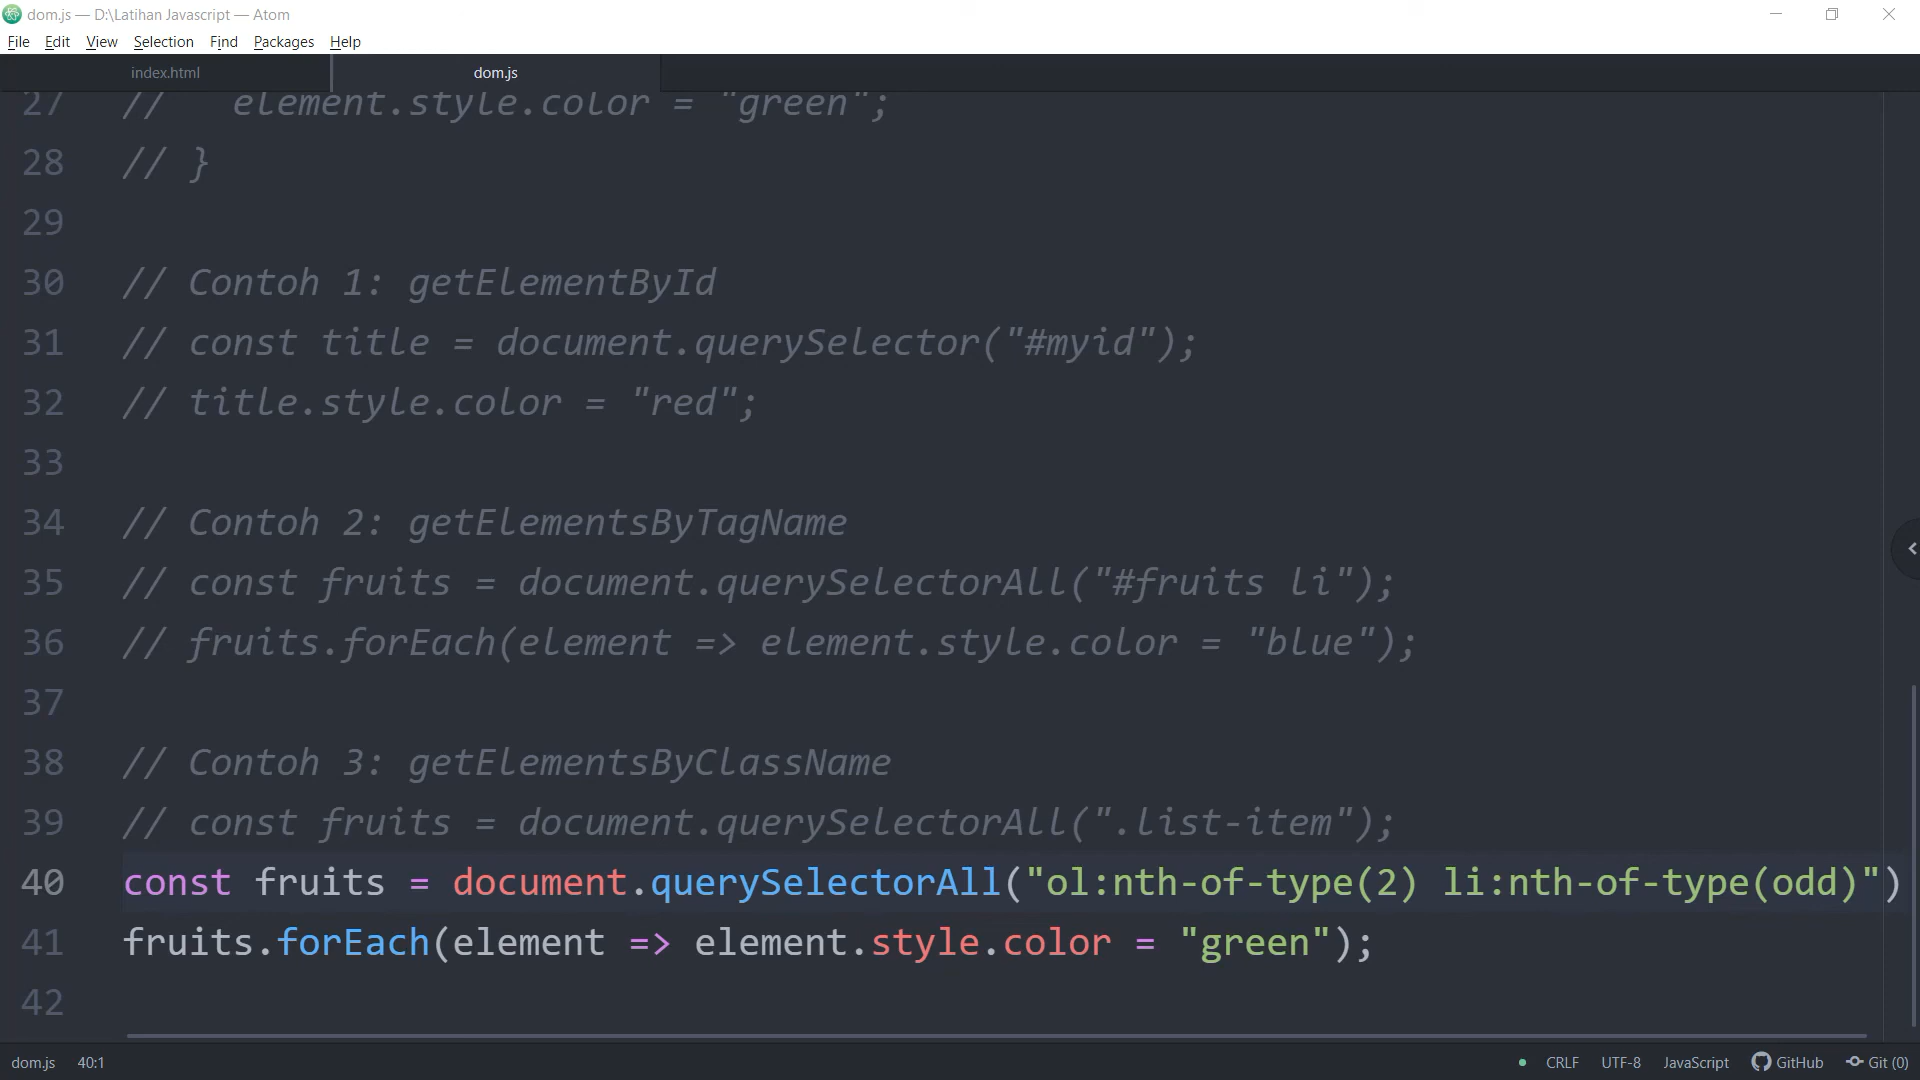 dom.js — D:\Latihan Javascript — Atom
File Edit View Selection Find Packages Help
index.html dom.js
27 //   element.style.color = "green";
28 // }
29
30 // Contoh 1: getElementById
31 // const title = document.querySelector("#myid");
32 // title.style.color = "red";
33
34 // Contoh 2: getElementsByTagName
35 // const fruits = document.querySelectorAll("#fruits li");
36 // fruits.forEach(element => element.style.color = "blue");
37
38 // Contoh 3: getElementsByClassName
39 // const fruits = document.querySelectorAll(".list-item");
40 const fruits = document.querySelectorAll("ol:nth-of-type(2) li:nth-of-type(odd)")
41 fruits.forEach(element => element.style.color = "green");
42
dom.js 40:1 CRLF UTF-8 JavaScript GitHub Git (0)